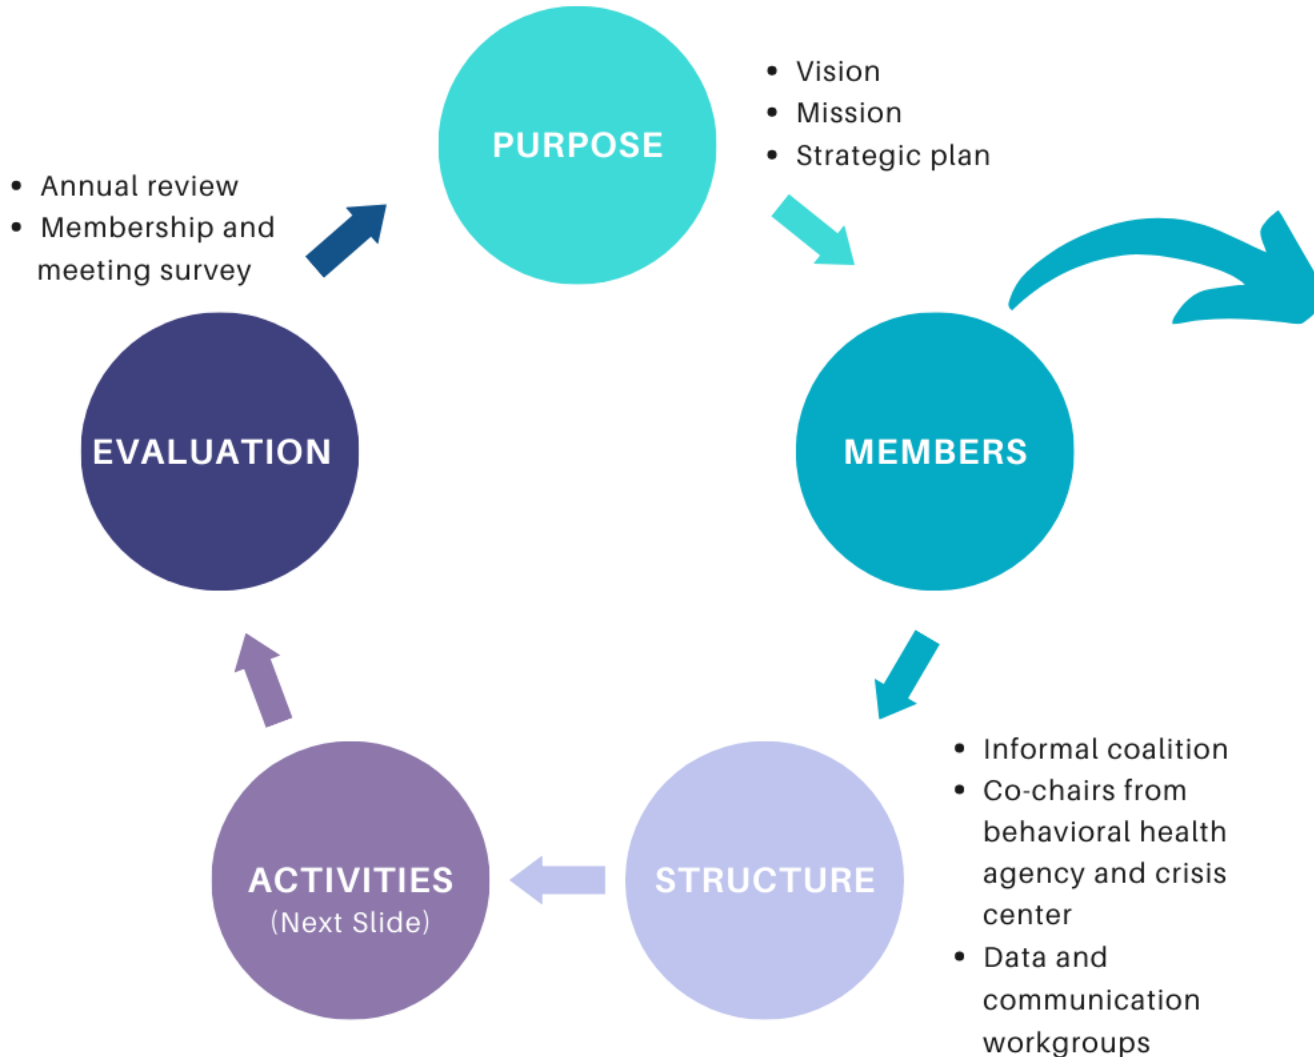 PURPOSE
• Vision
• Mission
• Strategic plan
• Annual review
• Membership and
meeting survey
EVALUATION
MEMBERS
• Informal coalition
• Co-chairs from
behavioral health
agency and crisis
center
• Data and
communication
workgroups
STRUCTURE
ACTIVITIES
(Next Slide)